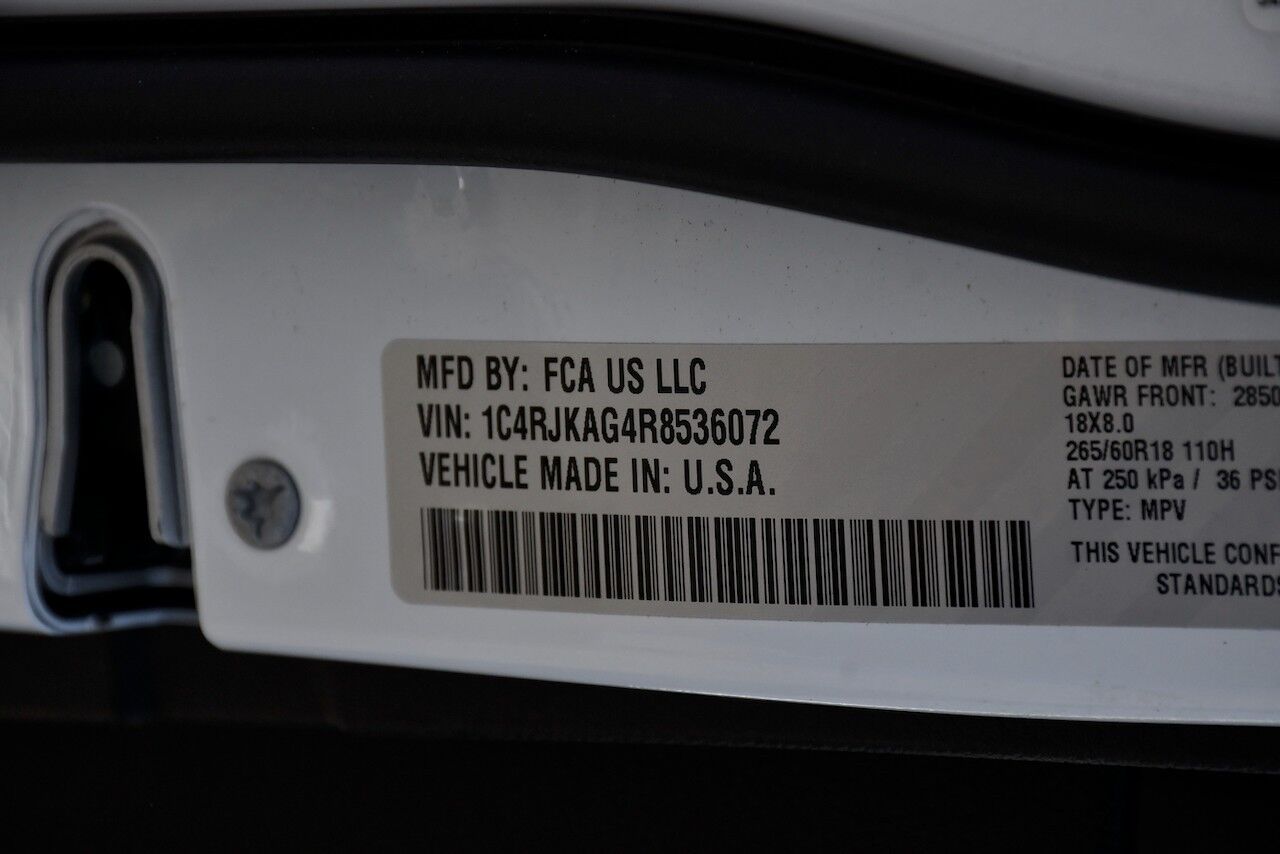 MFD BY: FCA US LLC
VIN: 1C4RJKAG4R8536072
VEHICLE MADE IN: U.S.A.
DATE OF MFR (BUILT
GAWR FRONT: 2850
18X8.0
265/60R18 110H
AT 250 kPa / 36 PSI
TYPE: MPV
THIS VEHICLE CONF
STANDARDS